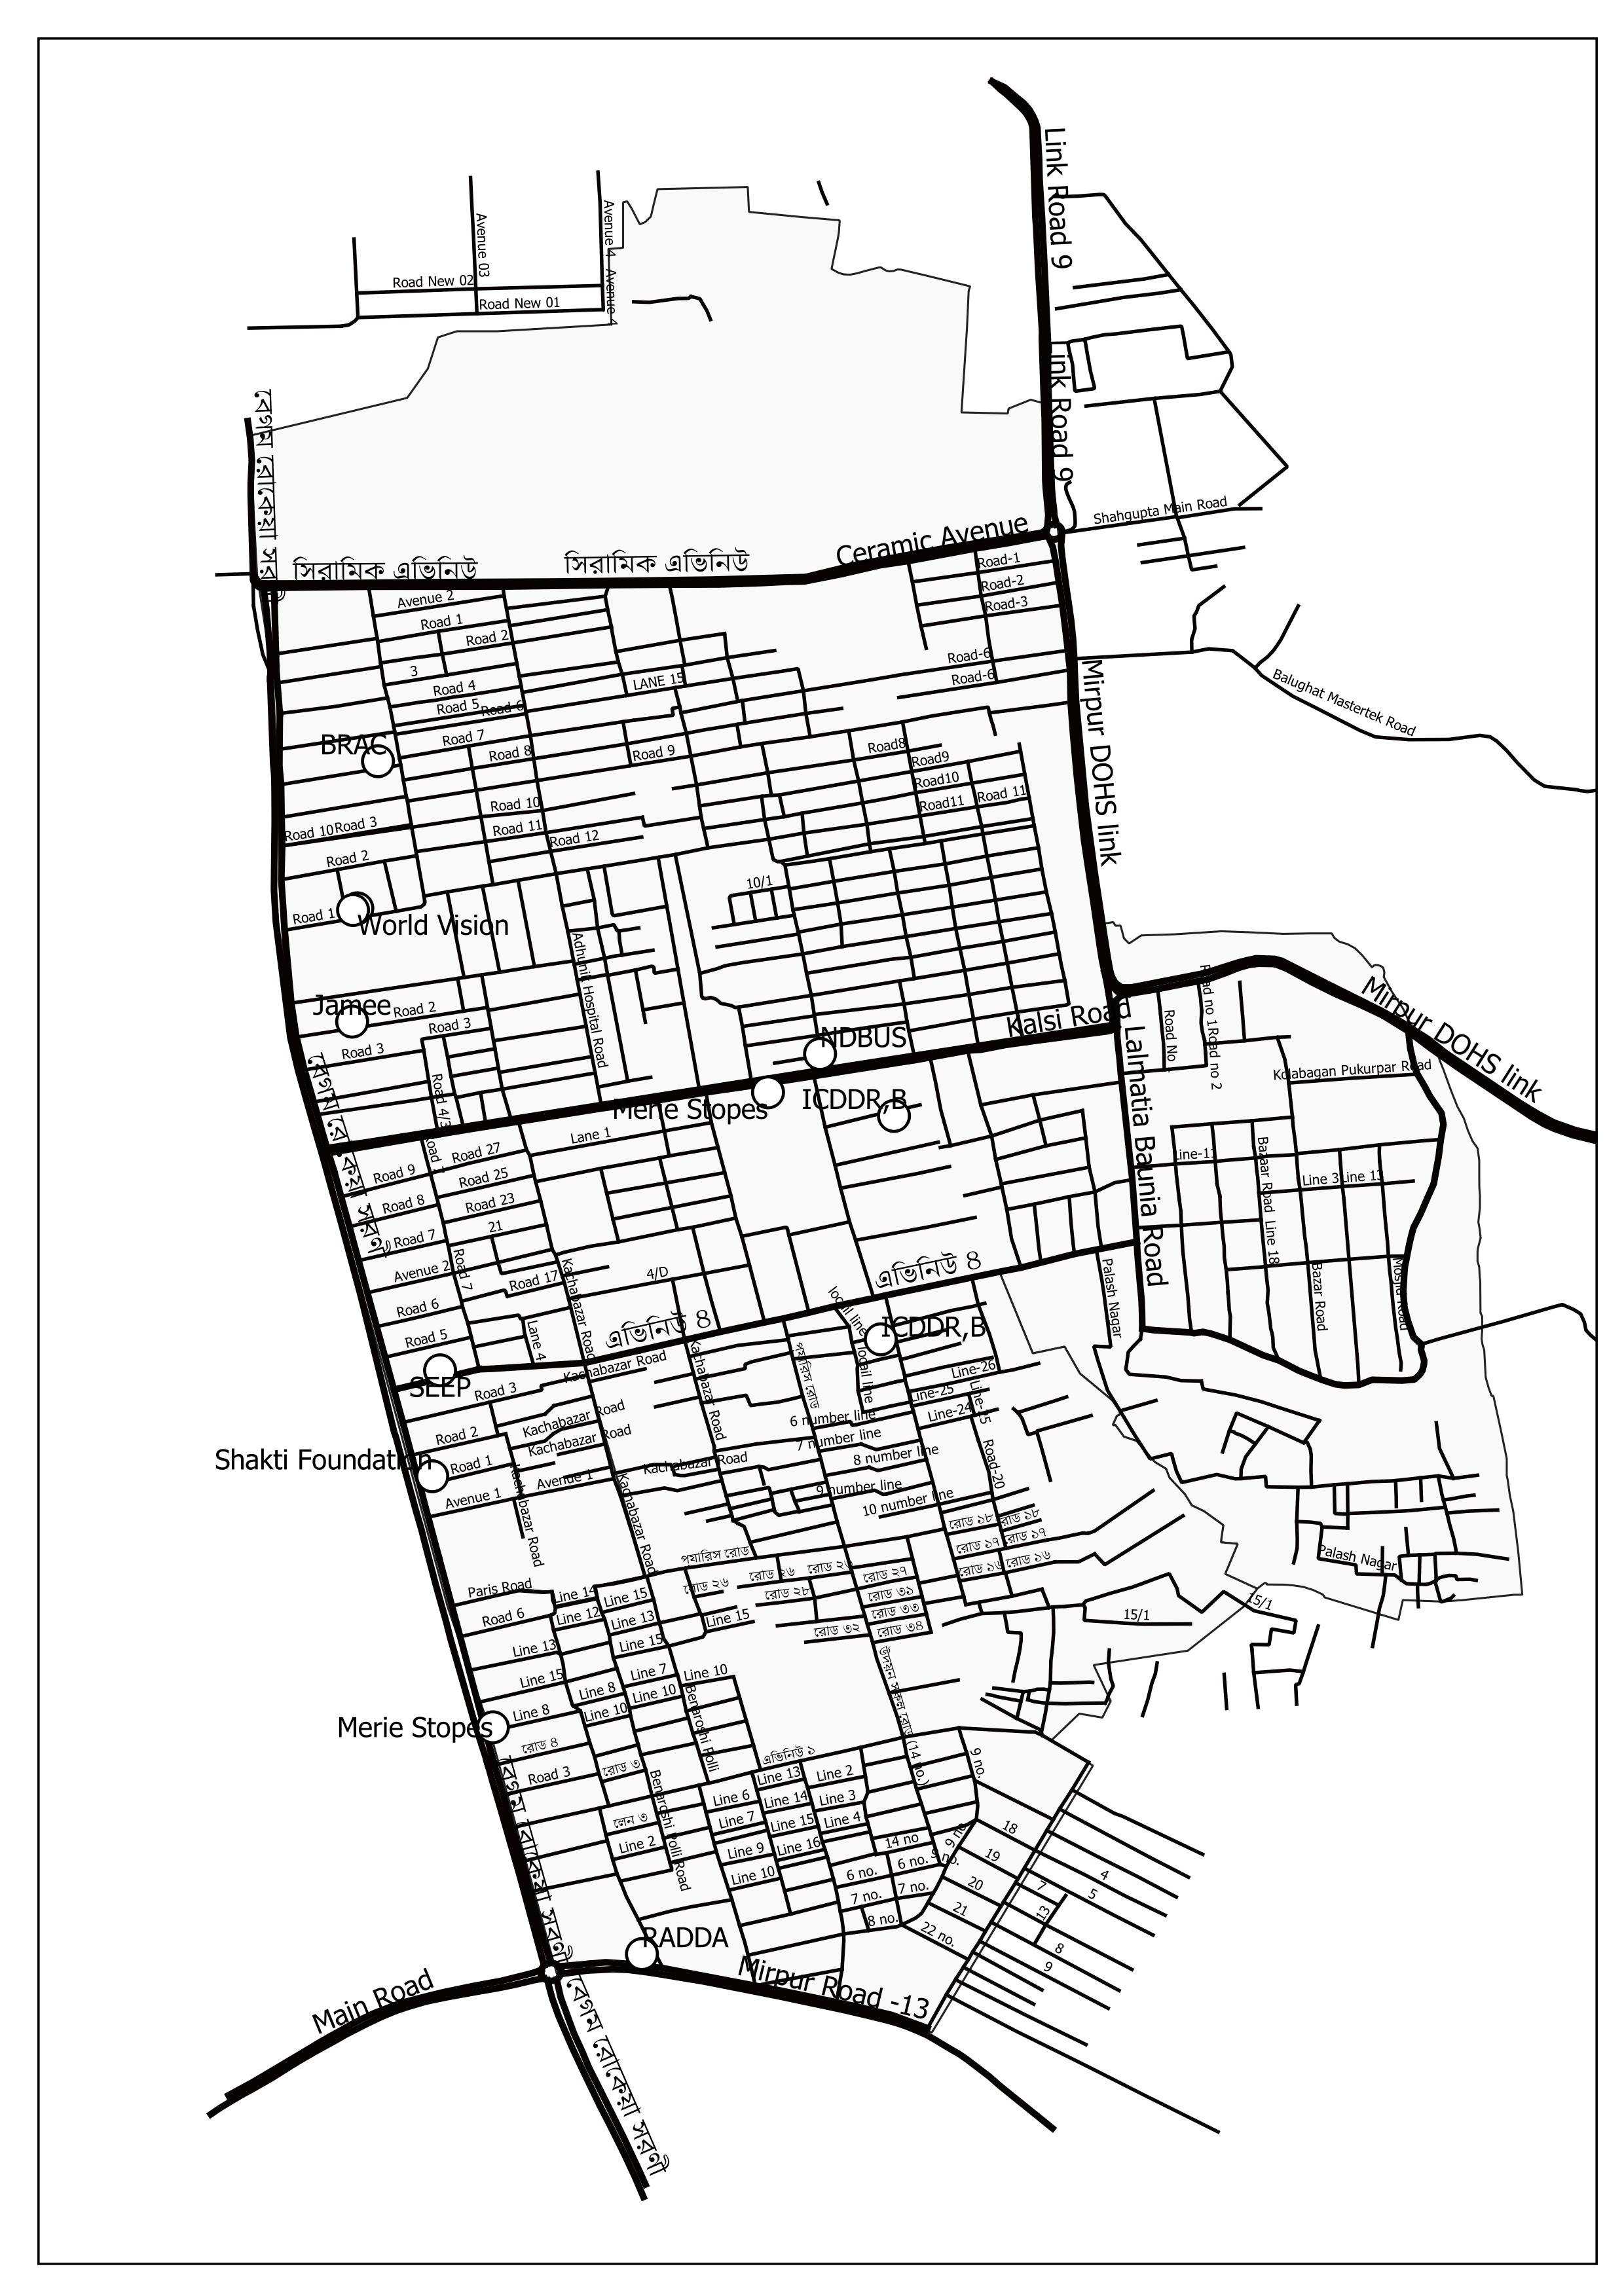 Link Road 9
Avenue 03
Avenue 4
Avenue 4
Road New 02
Road New 01
Link Road 9
বেগম রোকেয়া সরণী
Shahgupta Main Road
Ceramic Avenue
সিরামিক এভিনিউ
সিরামিক এভিনিউ
Road-1
Road-2
Road-3
Avenue 2
Road 1
Road 2
3
Road 4
Road 5
Road 6
LANE 15
Road-6
Road-6
Mirpur DOHS link
Balughat Mastertek Road
BRAC
Road 7
Road 8
Road 9
Road8
Road9
Road10
Road11
Road 11
Road 10
Road 10
Road 3
Road 11
Road 12
Road 2
10/1
Road 1
World Vision
Adhunik Hospital Road
Jamee
Road 2
Road 3
Road 3
Road 4/3
NDBUS
Kalsi Road
Mirpur DOHS link
Road No
Road no 1
Road no 2
Kolabagan Pukurpar Road
Merie Stopes
ICDDR,B
বেগম রোকেয়া সরণী
Lalmatia Baunia Road
Lane 1
Road 27
Road 9
Road 25
Road 8
Road 23
21
Road 7
Avenue 2
Road 7
Road 17
Road 6
Road 5
Lane 4
Kachabazar Road
4/D
Line-11
Bazaar Road
Line 18
Line 3
Line 13
Bazar Road
Mosjid Road
Palash Nagar
এভিনিউ ৪
এভিনিউ ৪
locail line
locail line
ICDDR,B
SEEP
Road 3
Kachabazar Road
Kachabazar Road
Kachabazar Road
Kachabazar Road
Kachabazar Road
Line-26
Line-25
Line-24
Line-25
Road-20
6 number line
7 number line
8 number line
9 number line
10 number line
Road 2
Shakti Foundation
Road 1
Avenue 1
Avenue 1
Kachabazar Road
Kachabazar Road
প্যারিস রোড
প্যারিস রোড
রোড ১৮
রোড ১৮
রোড ১৭
রোড ১৭
রোড ১৬
রোড ১৬
Palash Nagar
15/1
15/1
রোড ২৬
রোড ২৬
রোড ২৬
রোড ২৭
রোড ২৮
রোড ৩১
রোড ৩৩
রোড ৩২
রোড ৩৪
Paris Road
Line 14
Line 15
Road 6
Line 12
Line 13
Line 15
Line 13
Line 15
Line 15
Line 7
Line 10
Line 8
Line 10
Line 8
Line 10
Merie Stopes
রোড ৪
Road 3
রোড ৩
Benaroshi Polli
Benaroshi Polli Road
(14 no.)
এভিনিউ ১
9 no.
Line 13
Line 2
Line 6
Line 14
Line 3
Line 7
Line 15
Line 4
লেন ৩
Line 2
Line 9
Line 16
14 no
9 no.
9 no.
Line 10
6 no.
6 no.
7 no.
7 no.
8 no.
18
19
20
21
22 no.
4
5
7
13
8
9
বেগম রোকেয়া সরণী
RADDA
Mirpur Road -13
Main Road
বেগম রোকেয়া সরণী